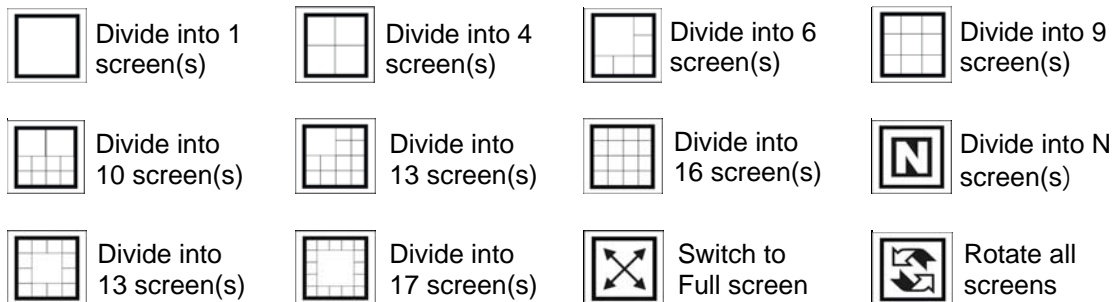 Divide into 1
screen(s)
Divide into 4
screen(s)
Divide into 6
screen(s)
Divide into 9
screen(s)
Divide into
10 screen(s)
Divide into
13 screen(s)
Divide into
16 screen(s)
N
Divide into N
screen(s)
Divide into
13 screen(s)
Divide into
17 screen(s)
Switch to
Full screen
Rotate all
screens